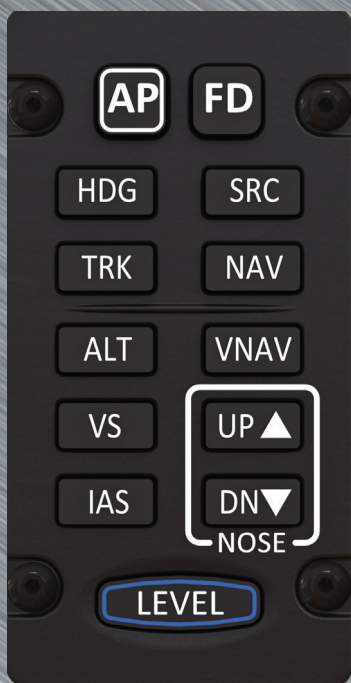 AP FD
HDG SRC
TRK NAV
ALT VNAV
VS UP▲
IAS DN▼
NOSE
LEVEL